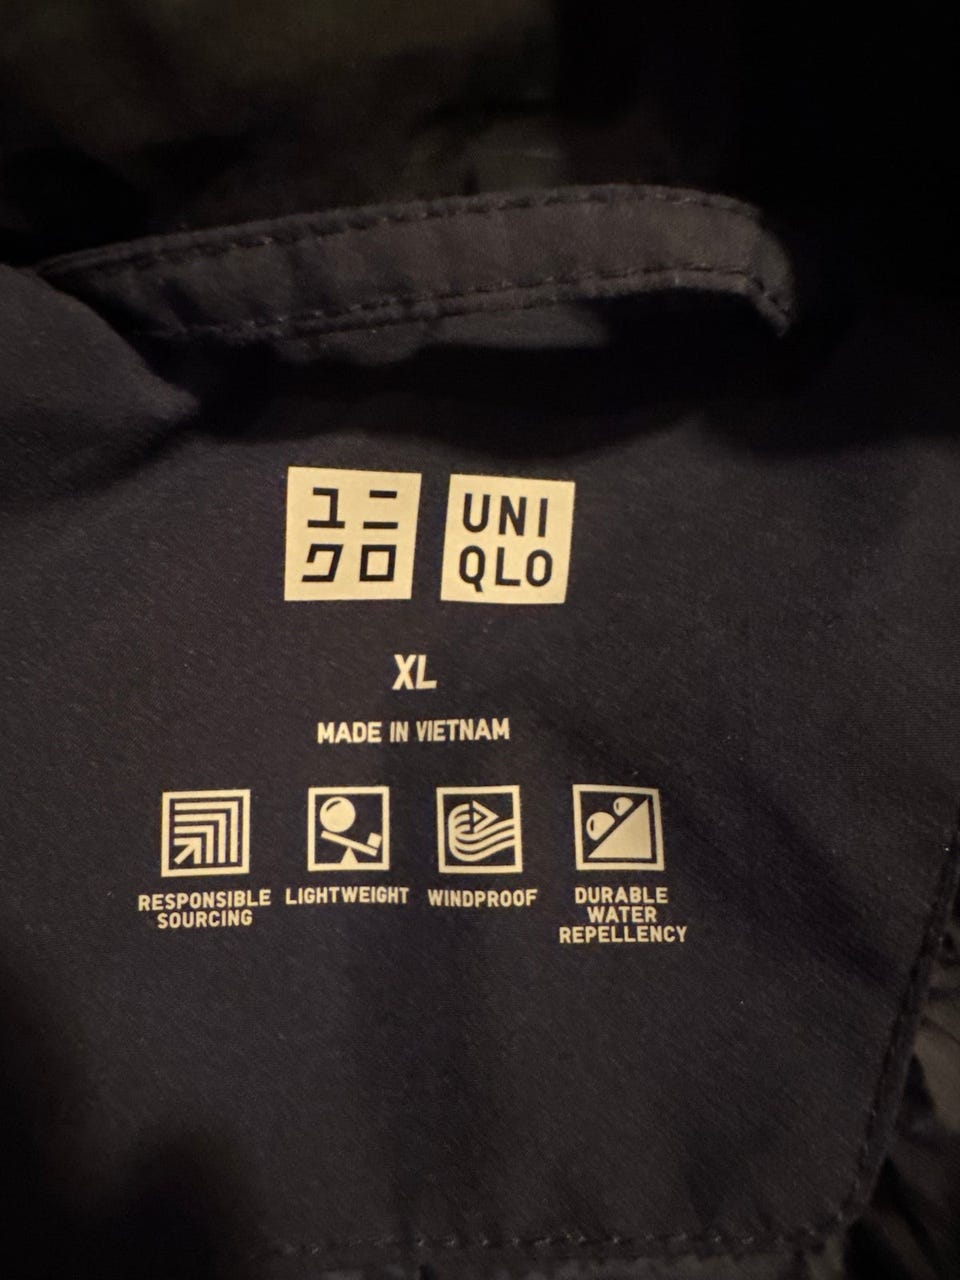 ユニ
クロ
UNI
QLO
XL
MADE IN VIETNAM
RESPONSIBLE
SOURCING
LIGHTWEIGHT
WINDPROOF
DURABLE
WATER
REPELLENCY